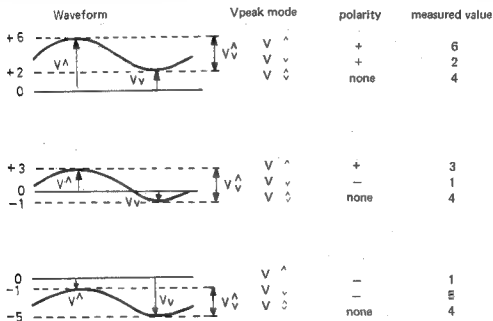 Waveform Vpeak mode polarity measured value
+6 V ^ + 6
V^ V^v V v + 2
+2 Vv V ^v none 4
0
+3 V ^ + 3
V^ V^v V v − 1
0 Vv V ^v none 4
−1
0 V ^ − 1
−1 V^ Vv V^v V v − 5
−5 V ^v none 4